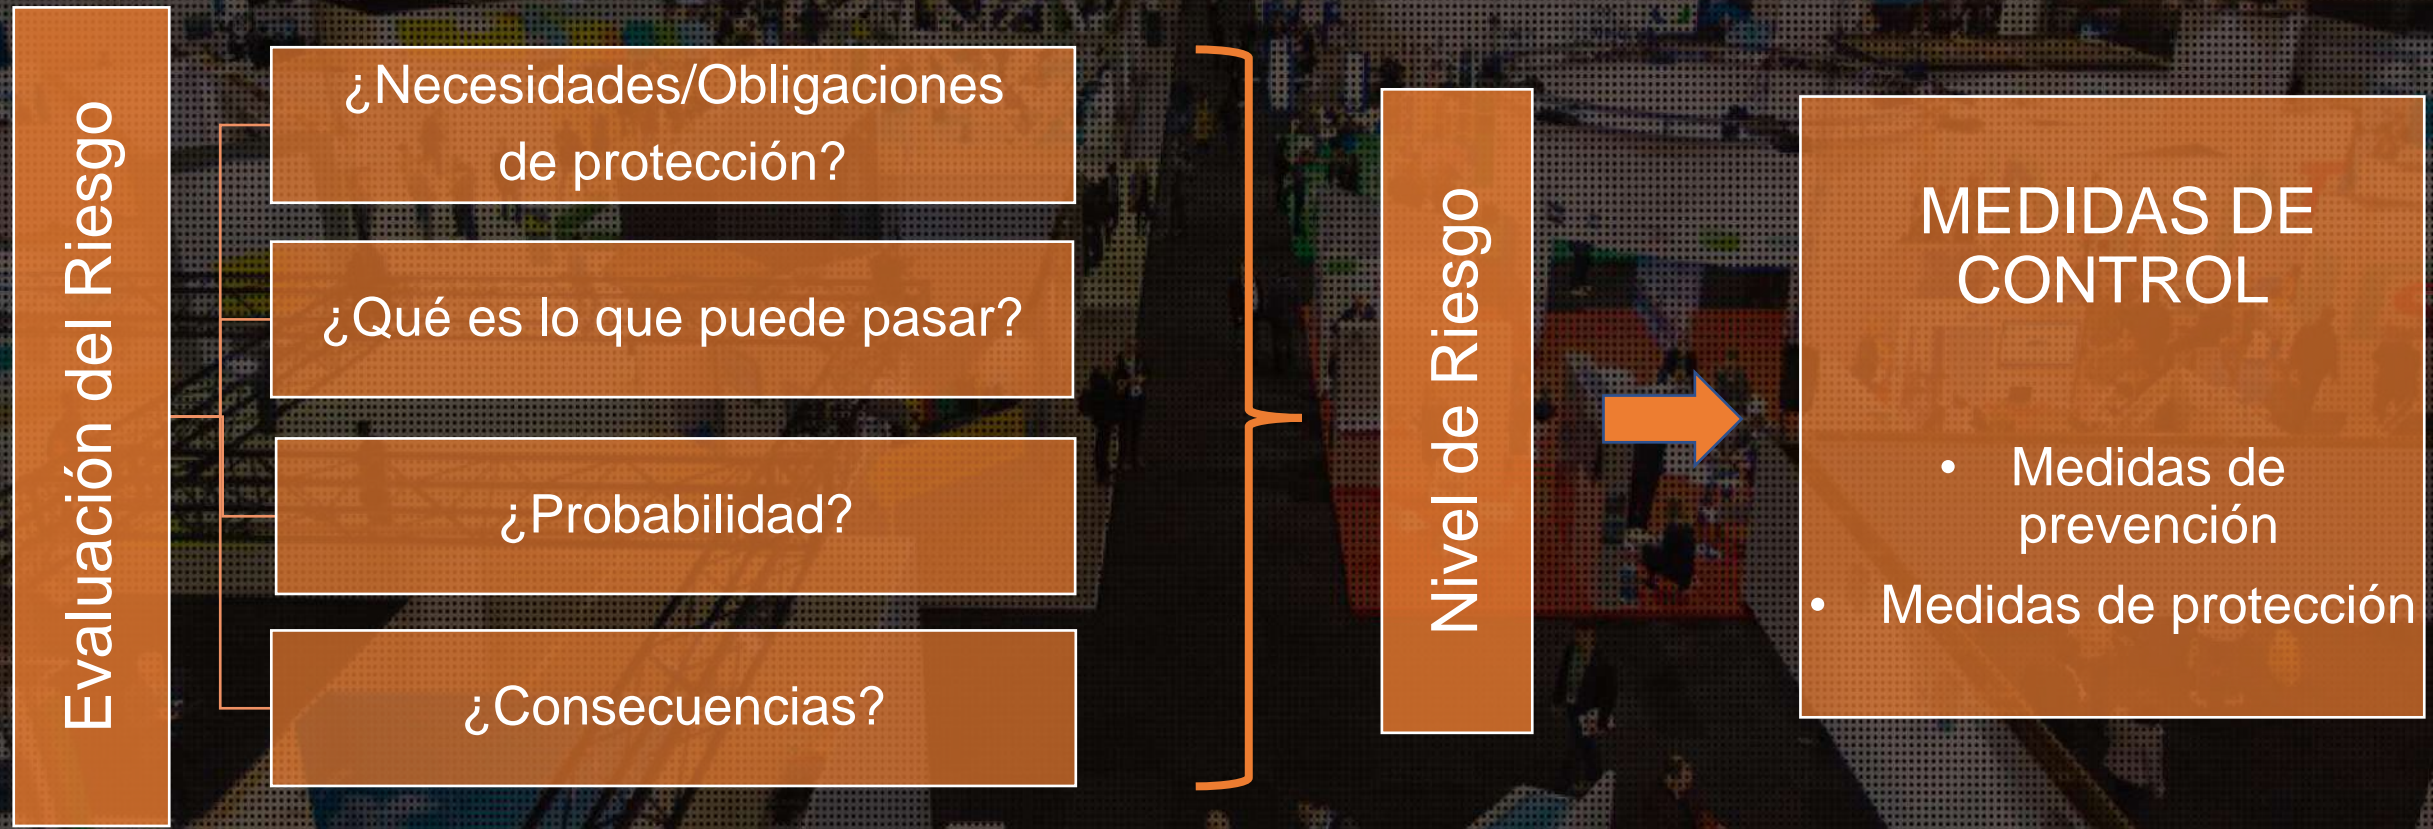 Evaluación del Riesgo
¿Necesidades/Obligaciones
de protección?
¿Qué es lo que puede pasar?
¿Probabilidad?
¿Consecuencias?
Nivel de Riesgo
MEDIDAS DE
CONTROL
• Medidas de
prevención
• Medidas de protección